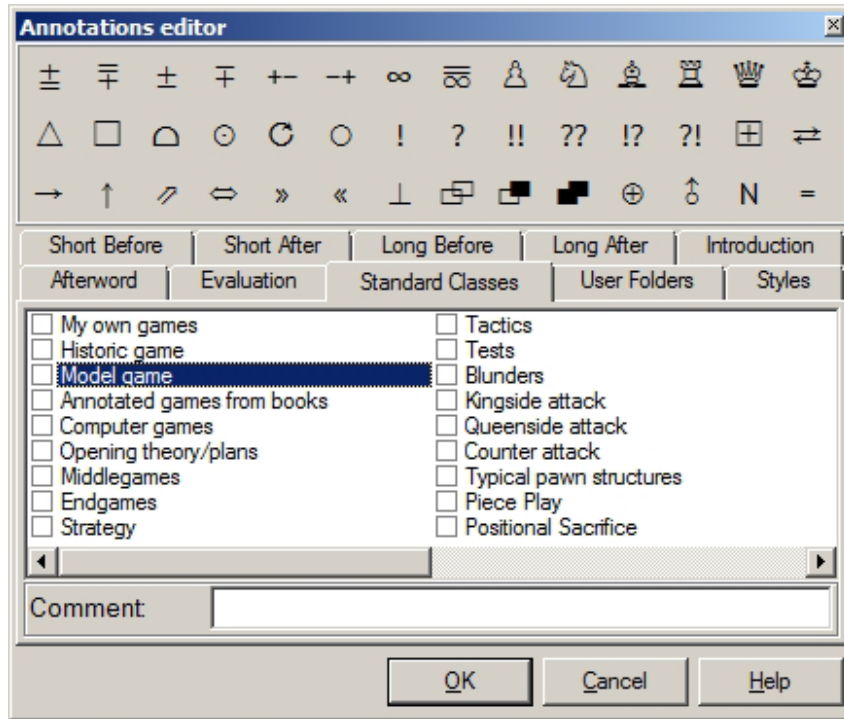 Annotations editor
± ∓ ± ∓ +− −+ ∞
! ? !! ?? !? ?!
N =
Short Before Short After Long Before Long After Introduction
Afterword Evaluation Standard Classes User Folders Styles
My own games
Historic game
Model game
Annotated games from books
Computer games
Opening theory/plans
Middlegames
Endgames
Strategy
Tactics
Tests
Blunders
Kingside attack
Queenside attack
Counter attack
Typical pawn structures
Piece Play
Positional Sacrifice
Comment:
OK Cancel Help